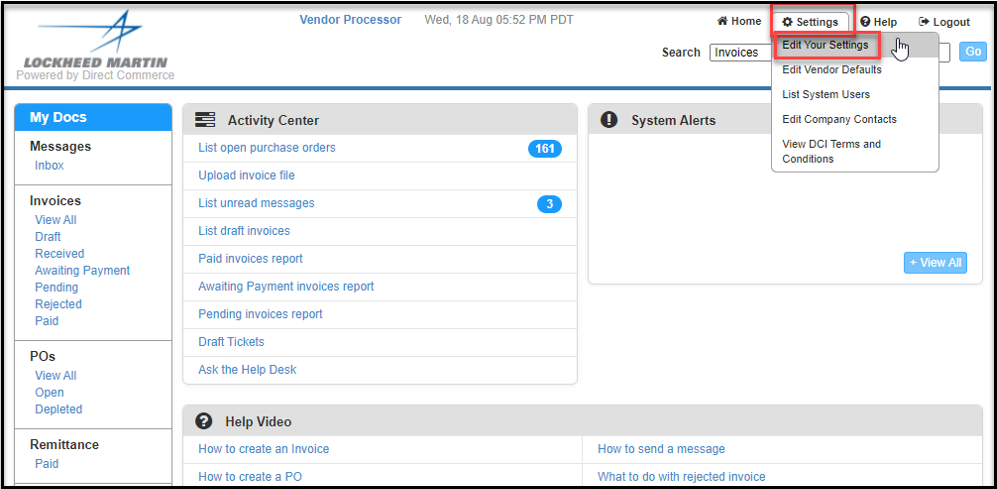 Vendor Processor Wed, 18 Aug 05:52 PM PDT Home Settings Help Logout
LOCKHEED MARTIN
Powered by Direct Commerce
Search Invoices Go
Edit Your Settings
Edit Vendor Defaults
List System Users
Edit Company Contacts
View DCI Terms and
Conditions
My Docs
Messages
Inbox
Invoices
View All
Draft
Received
Awaiting Payment
Pending
Rejected
Paid
POs
View All
Open
Depleted
Remittance
Paid
Activity Center
List open purchase orders 161
Upload invoice file
List unread messages 3
List draft invoices
Paid invoices report
Awaiting Payment invoices report
Pending invoices report
Draft Tickets
Ask the Help Desk
System Alerts
+ View All
Help Video
How to create an Invoice How to send a message
How to create a PO What to do with rejected invoice